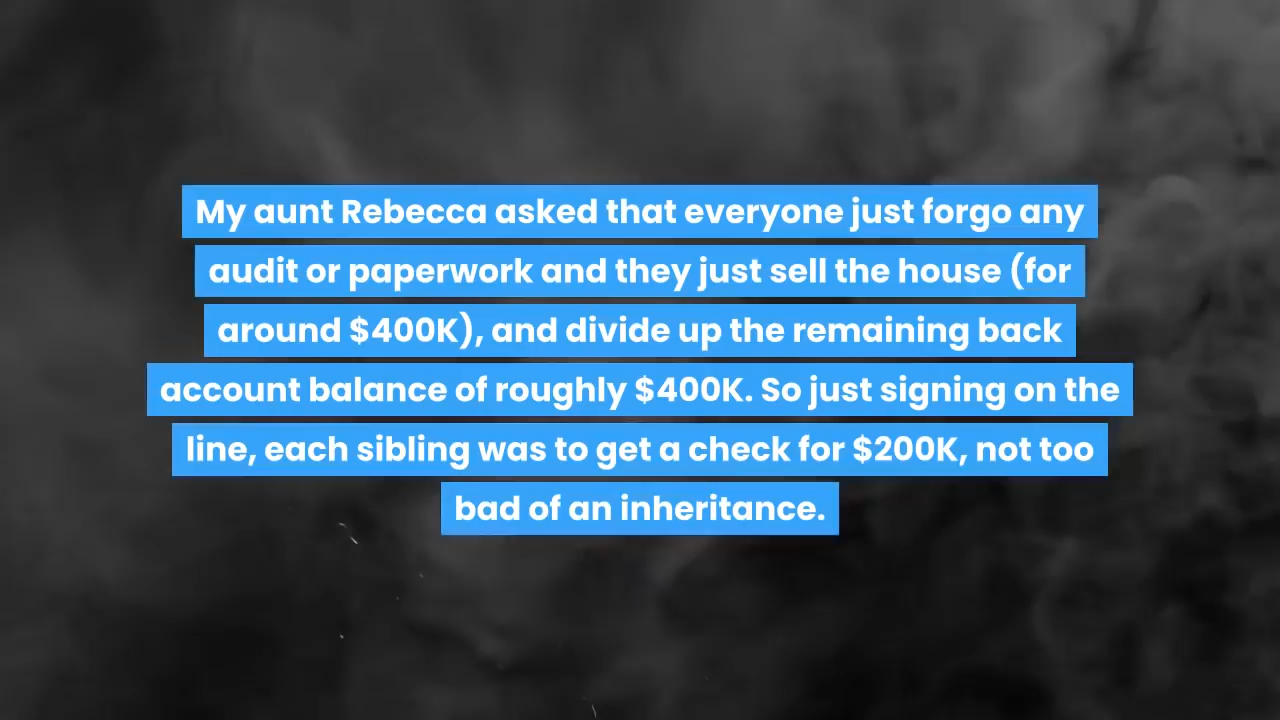 My aunt Rebecca asked that everyone just forgo any
audit or paperwork and they just sell the house (for
around $400K), and divide up the remaining back
account balance of roughly $400K. So just signing on the
line, each sibling was to get a check for $200K, not too
bad of an inheritance.